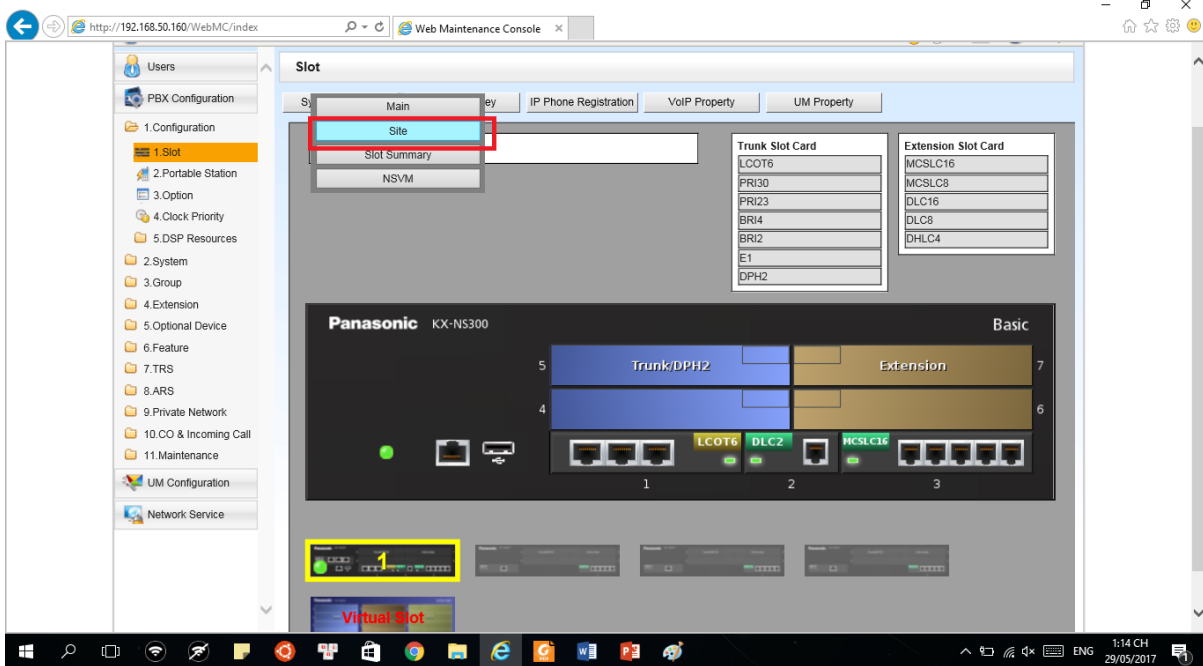 http://192.168.50.160/WebMC/index
Web Maintenance Console
Users
PBX Configuration
1.Configuration
1.Slot
2.Portable Station
3.Option
4.Clock Priority
5.DSP Resources
2.System
3.Group
4.Extension
5.Optional Device
6.Feature
7.TRS
8.ARS
9.Private Network
10.CO & Incoming Call
11.Maintenance
UM Configuration
Network Service
Slot
IP Phone Registration
VoIP Property
UM Property
Main
Site
Slot Summary
NSVM
Trunk Slot Card
LCOT6
PRI30
PRI23
BRI4
BRI2
E1
DPH2
Extension Slot Card
MCSLC16
MCSLC8
DLC16
DLC8
DHLC4
Panasonic KX-NS300
Basic
5 Trunk/DPH2 Extension 7
4 6
LCOT6 DLC2 MCSLC16
1 2 3
1
Virtual Slot
ENG
1:14 CH
29/05/2017